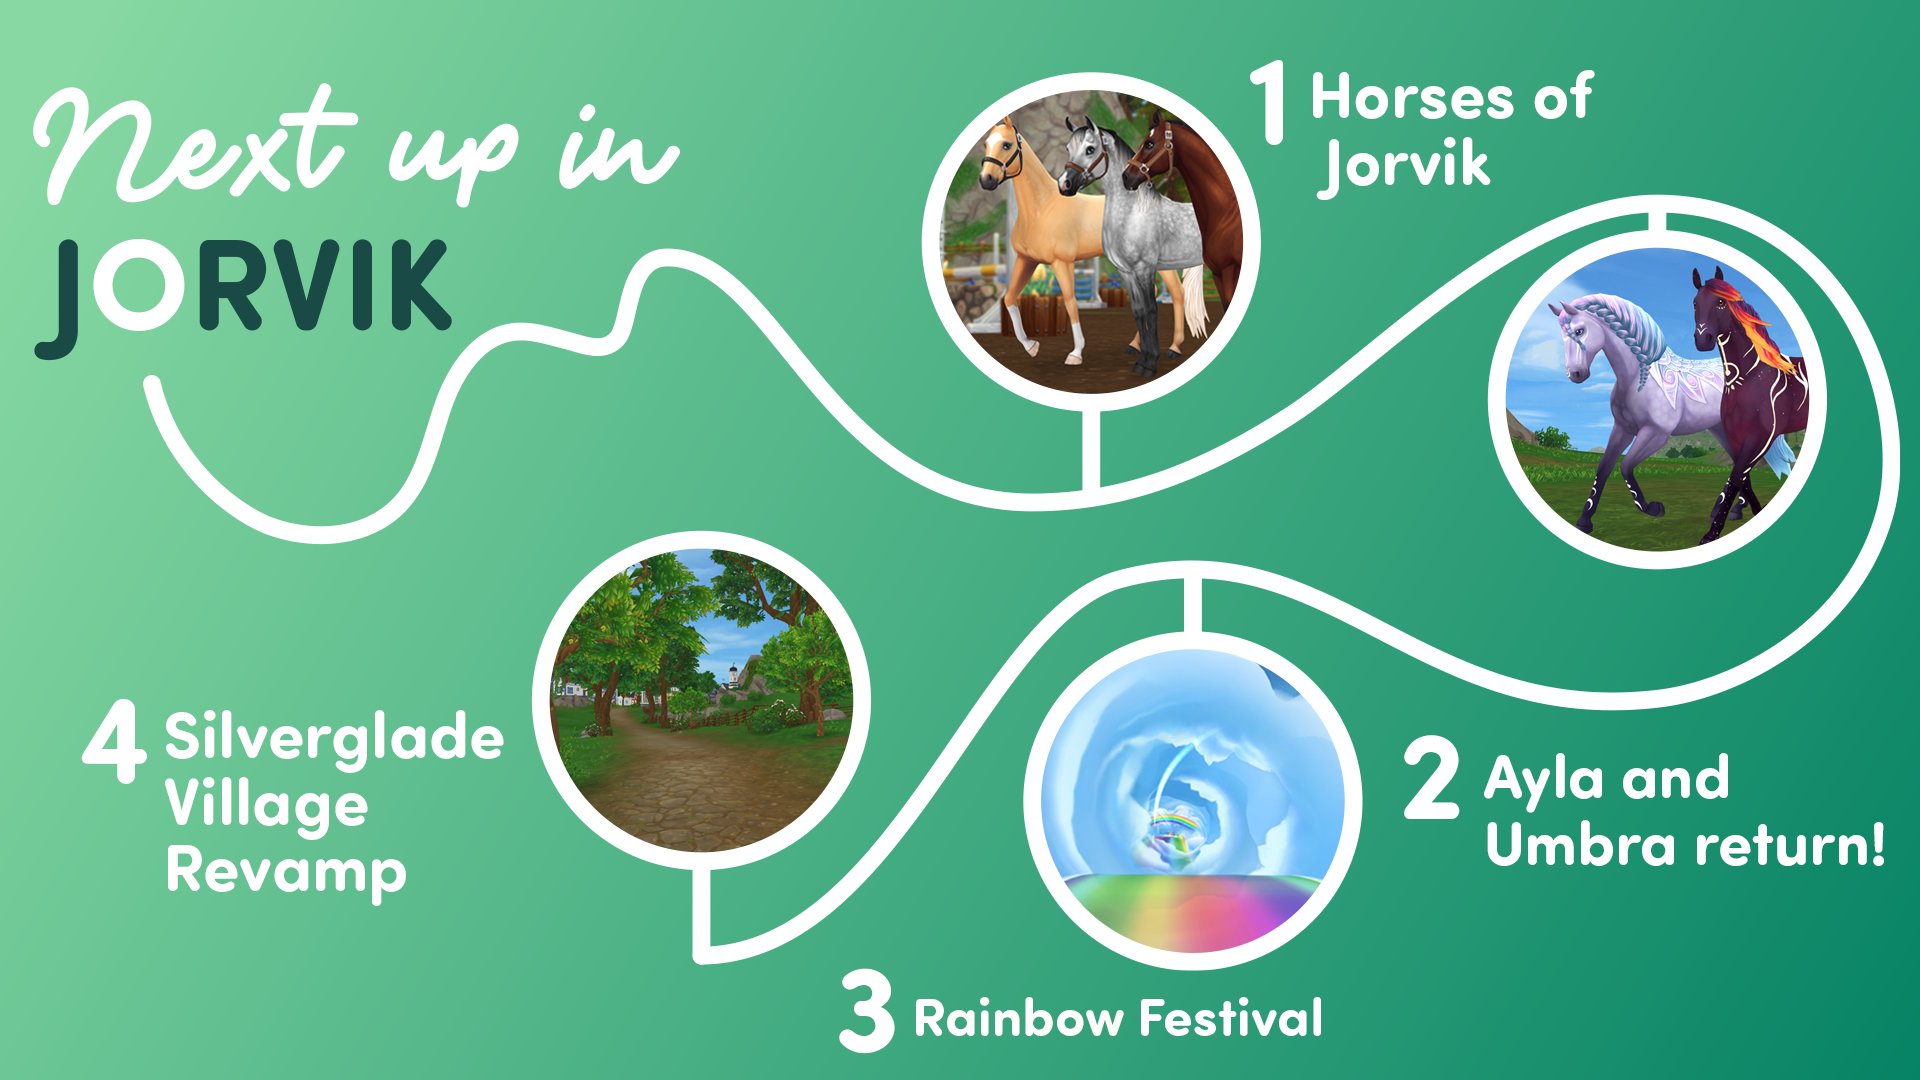 Next up in
JORVIK
1 Horses of
Jorvik
2 Ayla and
Umbra return!
3 Rainbow Festival
4 Silverglade
Village
Revamp